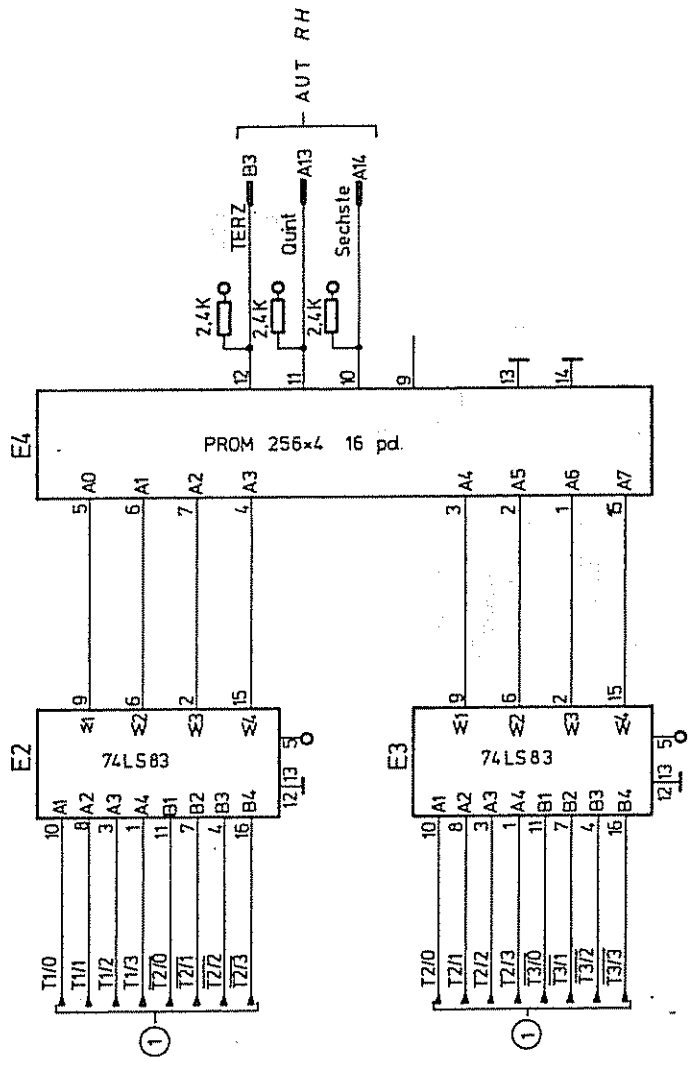 E2
T1/0 10 A1
T1/1 8 A2
T1/2 3 A3
T1/3 1 A4
T2/0 11 B1
T2/1 7 B2
T2/2 4 B3
T2/3 16 B4
1
74LS83
Σ1 9
Σ2 6
Σ3 2
Σ4 15
12 13 5
E3
T2/0 10 A1
T2/1 8 A2
T2/2 3 A3
T2/3 1 A4
T3/0 11 B1
T3/1 7 B2
T3/2 4 B3
T3/3 16 B4
1
74LS83
Σ1 9
Σ2 6
Σ3 2
Σ4 15
12 13 5
E4
5 A0
6 A1
7 A2
4 A3
3 A4
2 A5
1 A6
15 A7
PROM 256×4 16 pd.
12
11
10
9
13
14
2,4K
2,4K
2,4K
TERZ B3
Quint A13
Sechste A14
AUT RH